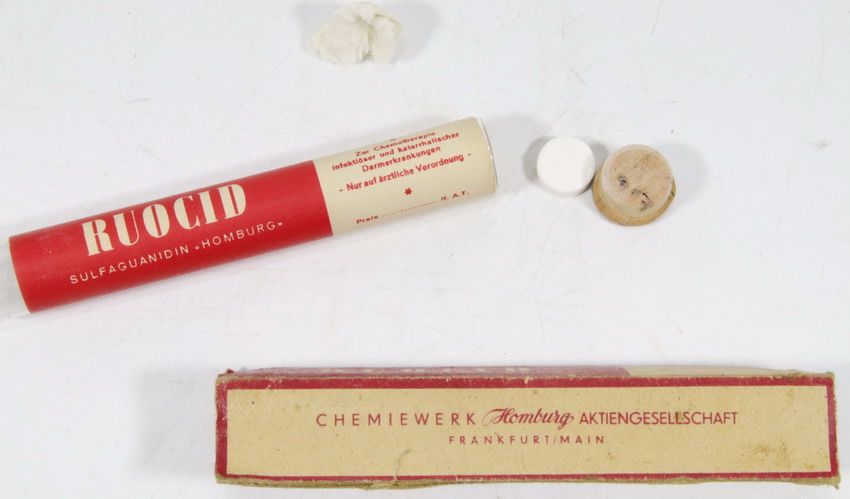 RUOCID
SULFAGUANIDIN «HOMBURG»
Zur Chemotherapie
infektiöser und katarrhalischer
Darmerkrankungen
- Nur auf ärztliche Verordnung -
*
Preis .................. lt. A.T.
CHEMIEWERK Homburg AKTIENGESELLSCHAFT
FRANKFURT/MAIN